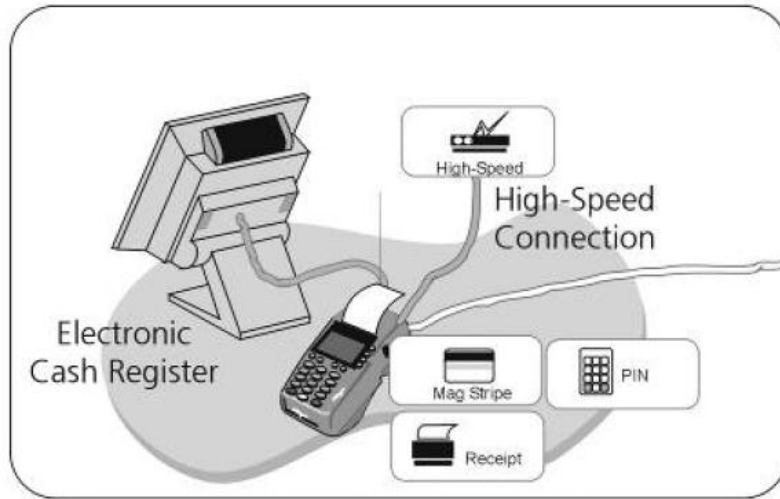 High-Speed
High-Speed
Connection
Electronic
Cash Register
Mag Stripe
PIN
Receipt